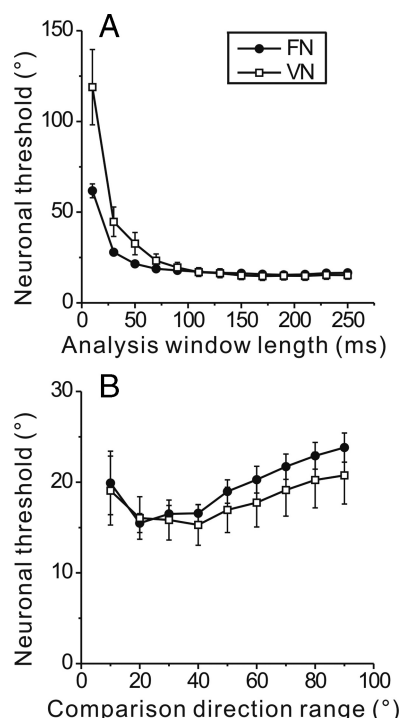 A
FN
VN
150
100
50
0
Neuronal threshold (°)
0 50 100 150 200 250
Analysis window length (ms)
B
30
20
10
0
Neuronal threshold (°)
0 20 40 60 80 100
Comparison direction range (°)